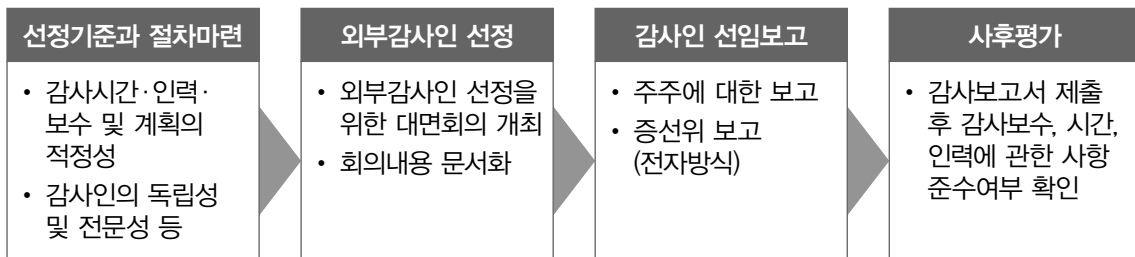 선정기준과 절차마련
• 감사시간·인력·
보수 및 계획의
적정성
• 감사인의 독립성
및 전문성 등
외부감사인 선정
• 외부감사인 선정을
위한 대면회의 개최
• 회의내용 문서화
감사인 선임보고
• 주주에 대한 보고
• 증선위 보고
(전자방식)
사후평가
• 감사보고서 제출
후 감사보수, 시간,
인력에 관한 사항
준수여부 확인